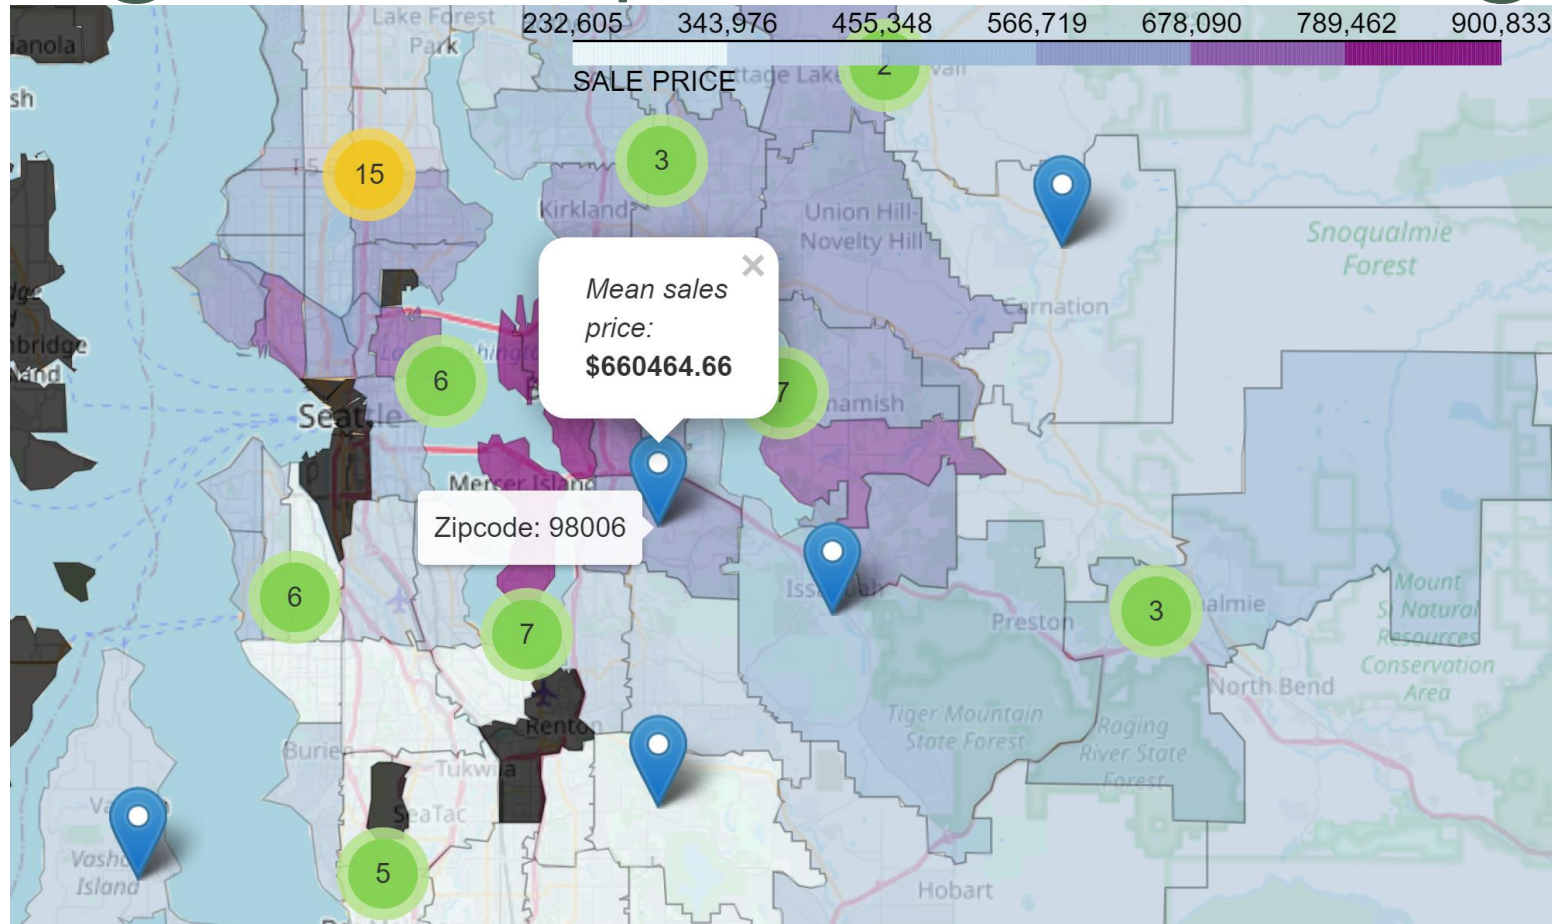 232,605 343,976 455,348 566,719 678,090 789,462 900,833
SALE PRICE
Lake Forest
Park
2
15
3
Kirkland
Union Hill-
Novelty Hill
Snoqualmie
Forest
Carnation
Mean sales
price:
$660464.66
×
6
7
Seattle
Mercer Island
Zipcode: 98006
6
7
3
Preston
Mount
Si Natural
Resources
Conservation
Area
North Bend
Tiger Mountain
State Forest
Raging
River State
Forest
Renton
Burien
Tukwila
SeaTac
Island
5
Hobart